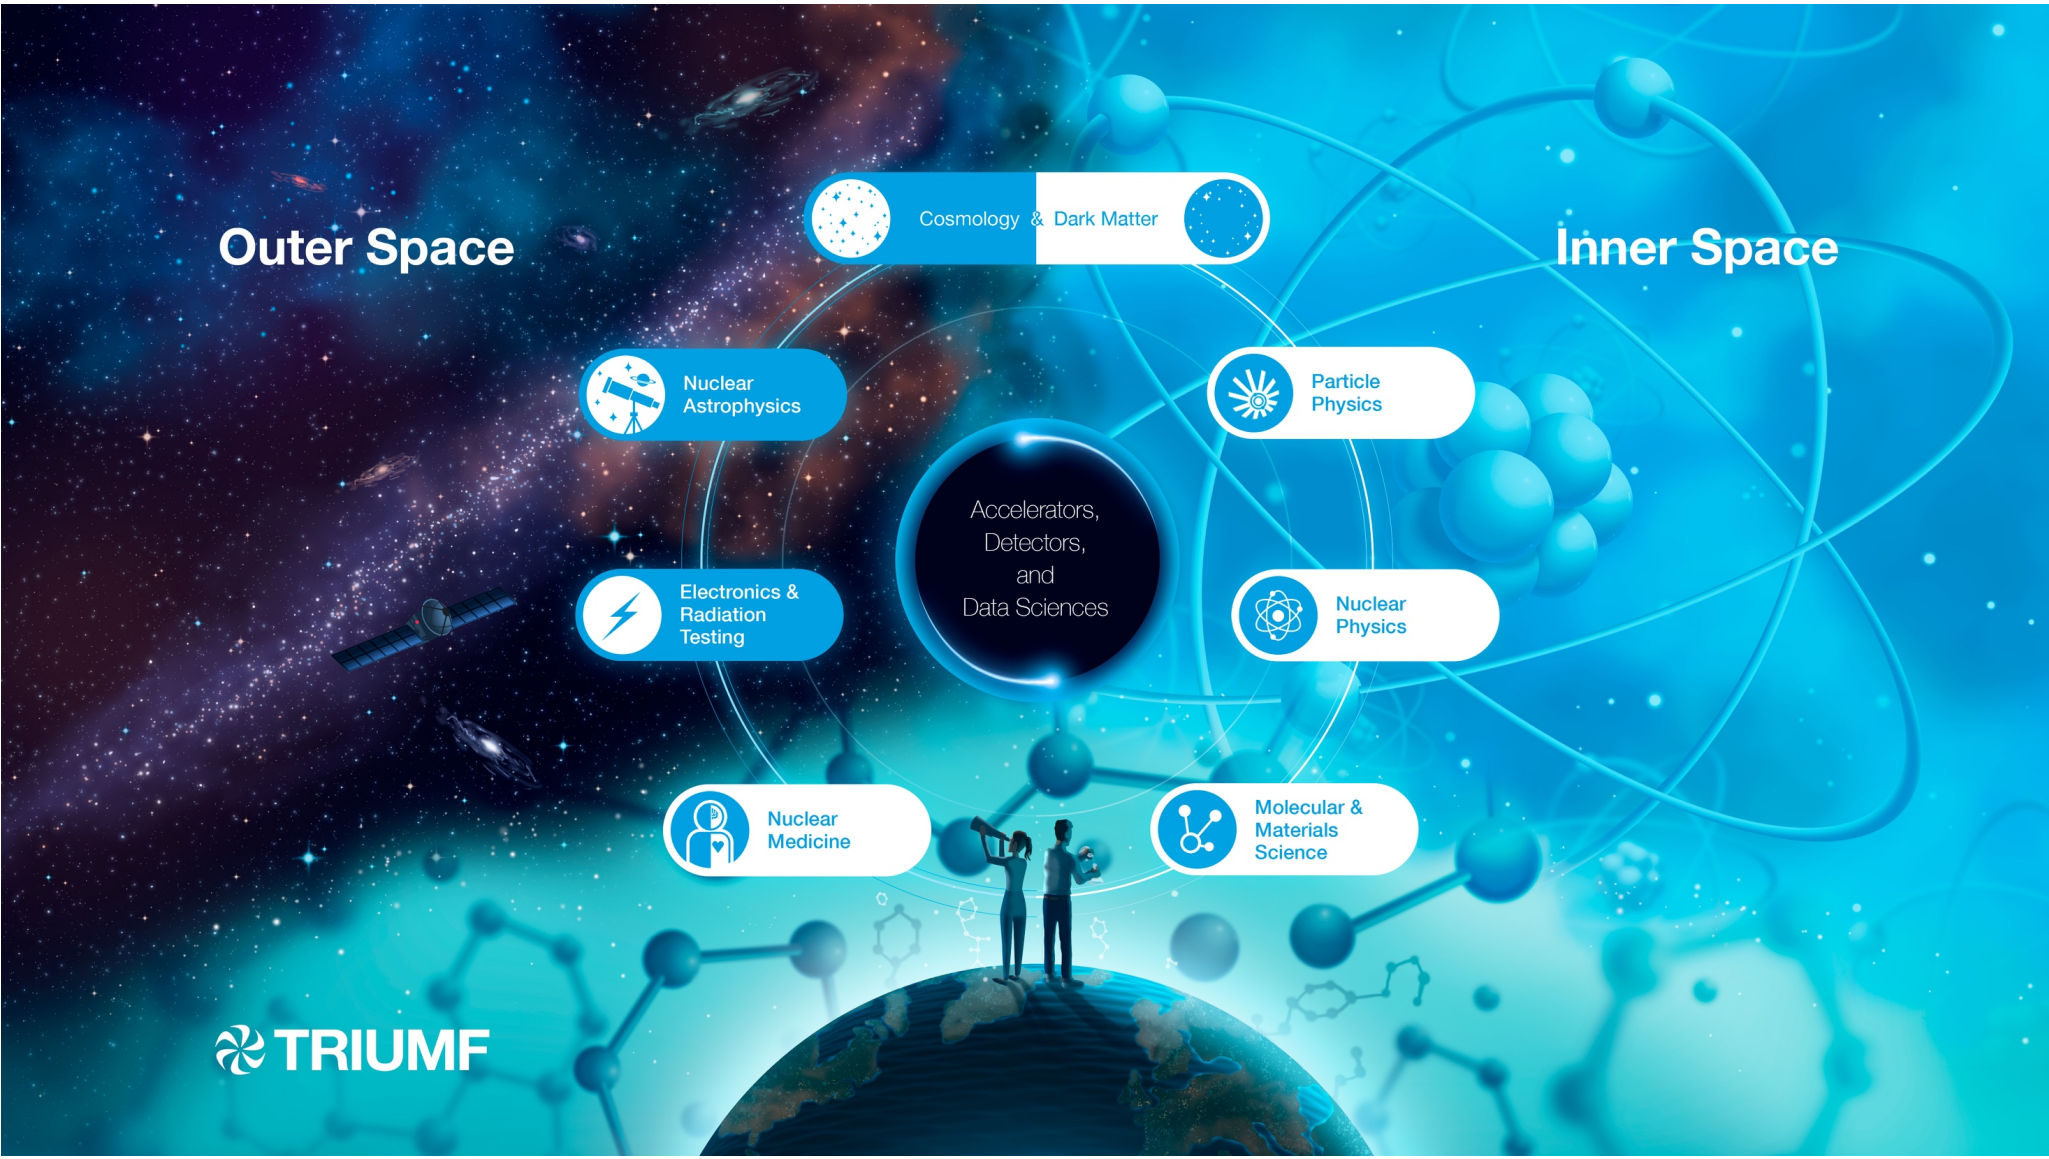 Outer Space
Inner Space
Cosmology & Dark Matter
Nuclear
Astrophysics
Particle
Physics
Accelerators,
Detectors,
and
Data Sciences
Electronics &
Radiation
Testing
Nuclear
Physics
Nuclear
Medicine
Molecular &
Materials
Science
TRIUMF